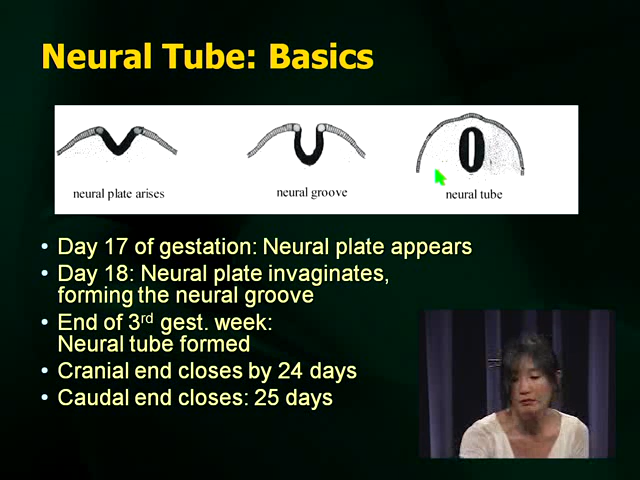 Neural Tube: Basics
neural plate arises
neural groove
neural tube
• Day 17 of gestation: Neural plate appears
• Day 18: Neural plate invaginates,
forming the neural groove
• End of 3rd gest. week:
Neural tube formed
• Cranial end closes by 24 days
• Caudal end closes: 25 days